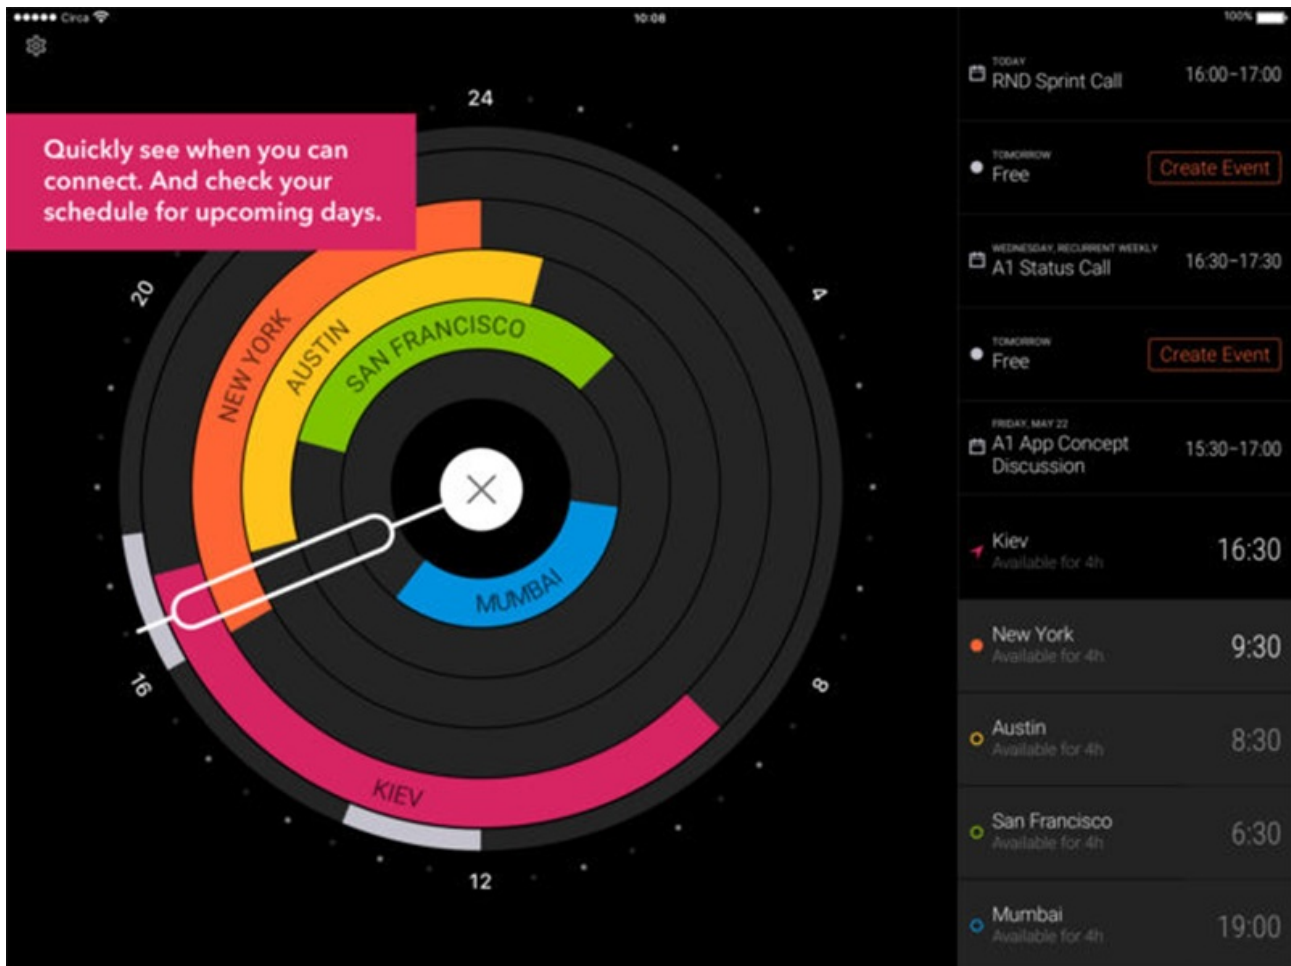 Circa
10:08
100%
24
Quickly see when you can
connect. And check your
schedule for upcoming days.
20
4
NEW YORK
AUSTIN
SAN FRANCISCO
MUMBAI
16
8
KIEV
12
TODAY
RND Sprint Call
16:00–17:00
TOMORROW
Free
Create Event
WEDNESDAY, RECURRENT WEEKLY
A1 Status Call
16:30–17:30
TOMORROW
Free
Create Event
FRIDAY, MAY 22
A1 App Concept
Discussion
15:30–17:00
Kiev
Available for 4h
16:30
New York
Available for 4h
9:30
Austin
Available for 4h
8:30
San Francisco
Available for 4h
6:30
Mumbai
Available for 4h
19:00